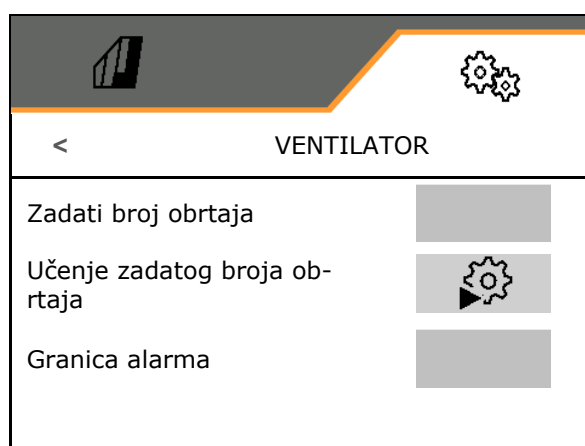 < VENTILATOR
Zadati broj obrtaja
Učenje zadatog broja ob-
rtaja
Granica alarma